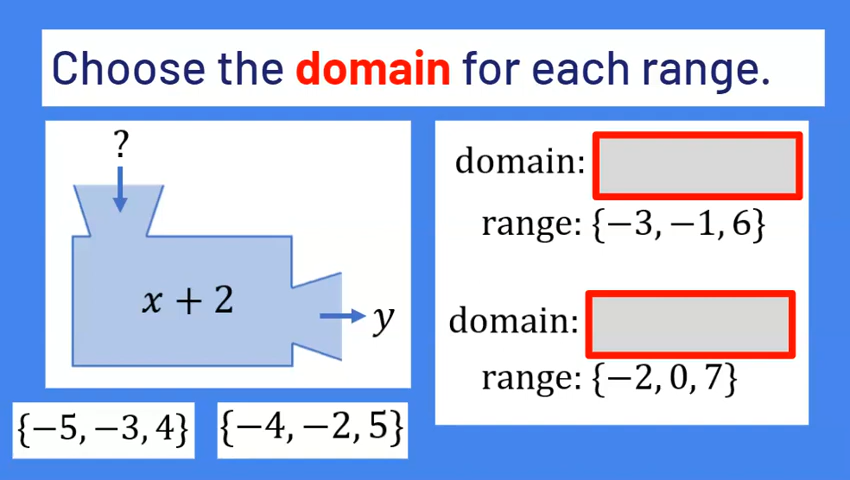 Choose the domain for each range.
?
x + 2
y
domain:
range: {−3, −1, 6}
domain:
range: {−2, 0, 7}
{−5, −3, 4}
{−4, −2, 5}